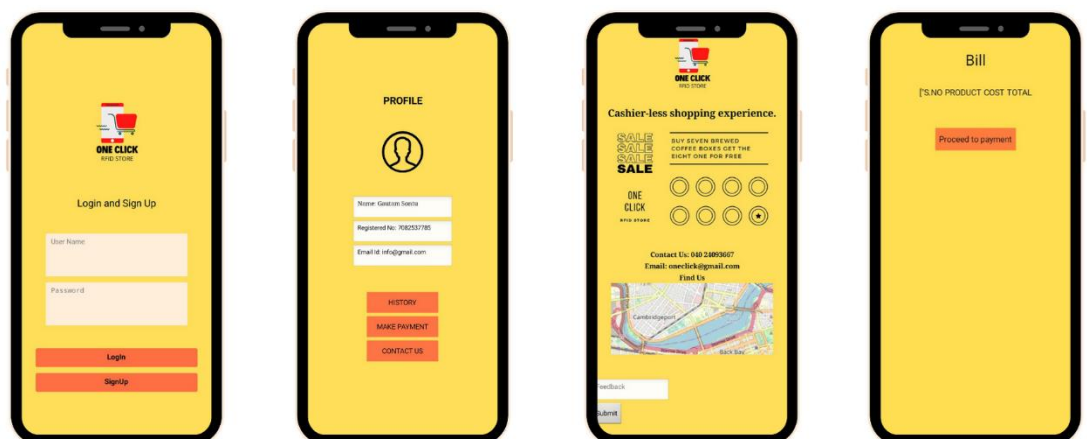 ONE CLICK
RFID STORE
Login and Sign Up
User Name
Password
Login
SignUp
PROFILE
Name: Goutam Sontu
Registered No: 7082537785
Email Id: info@gmail.com
HISTORY
MAKE PAYMENT
CONTACT US
ONE CLICK
RFID STORE
Cashier-less shopping experience.
SALE
SALE
SALE
SALE
BUY SEVEN BREWED
COFFEE BOXES GET THE
EIGHT ONE FOR FREE
ONE
CLICK
RFID STORE
Contact Us: 040 24093667
Email: oneclick@gmail.com
Find Us
Cambridgeport
Back Bay
Feedback
Submit
Bill
["S.NO PRODUCT COST TOTAL
Proceed to payment